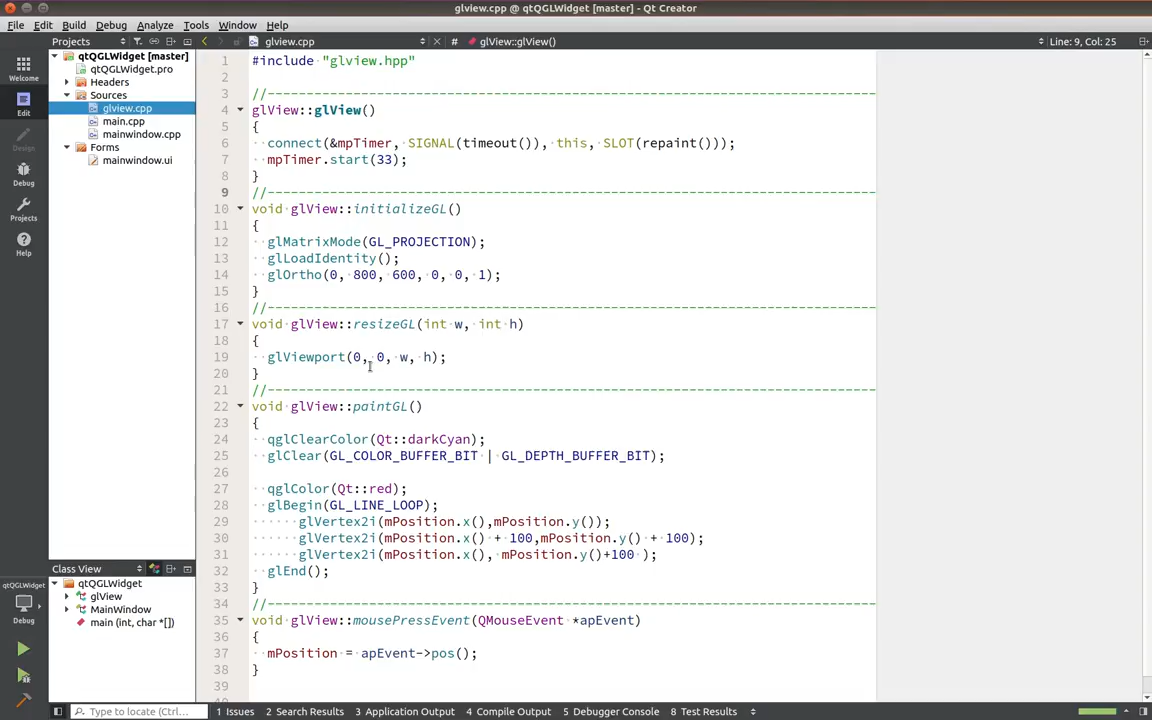 glview.cpp @ qtQGLWidget [master] - Qt Creator
File Edit Build Debug Analyze Tools Window Help
Projects
glview.cpp
# glView::glView()
Line: 9, Col: 25
Welcome
Edit
Design
Debug
Projects
Help
qtQGLWidget [master]
qtQGLWidget.pro
Headers
Sources
glview.cpp
main.cpp
mainwindow.cpp
Forms
mainwindow.ui
1 #include "glview.hpp"
2
3 //------------------------------------------------------------------------------
4 glView::glView()
5 {
6   connect(&mpTimer, SIGNAL(timeout()), this, SLOT(repaint()));
7   mpTimer.start(33);
8 }
9 //------------------------------------------------------------------------------
10 void glView::initializeGL()
11 {
12   glMatrixMode(GL_PROJECTION);
13   glLoadIdentity();
14   glOrtho(0, 800, 600, 0, 0, 1);
15 }
16 //------------------------------------------------------------------------------
17 void glView::resizeGL(int w, int h)
18 {
19   glViewport(0, 0, w, h);
20 }
21 //------------------------------------------------------------------------------
22 void glView::paintGL()
23 {
24   qglClearColor(Qt::darkCyan);
25   glClear(GL_COLOR_BUFFER_BIT | GL_DEPTH_BUFFER_BIT);
26
27   qglColor(Qt::red);
28   glBegin(GL_LINE_LOOP);
29       glVertex2i(mPosition.x(),mPosition.y());
30       glVertex2i(mPosition.x() + 100,mPosition.y() + 100);
31       glVertex2i(mPosition.x(), mPosition.y()+100 );
32   glEnd();
33 }
34 //------------------------------------------------------------------------------
35 void glView::mousePressEvent(QMouseEvent *apEvent)
36 {
37   mPosition = apEvent->pos();
38 }
39
Class View
qtQGLWidget
glView
MainWindow
main (int, char *[])
qtQGLWidget
Debug
Type to locate (Ctrl...
1 Issues 2 Search Results 3 Application Output 4 Compile Output 5 Debugger Console 8 Test Results